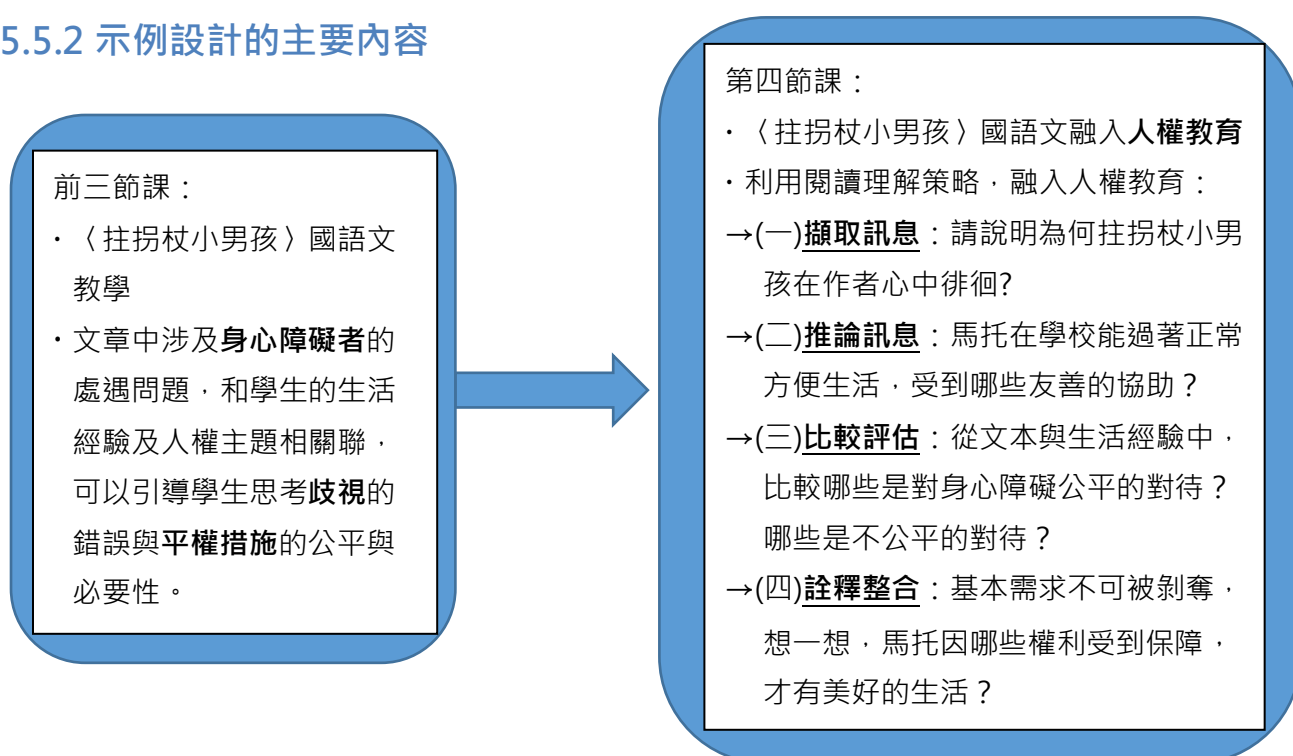 5.5.2 示例設計的主要內容
前三節課：
．〈拄拐杖小男孩〉國語文
教學
．文章中涉及身心障礙者的
處遇問題，和學生的生活
經驗及人權主題相關聯，
可以引導學生思考歧視的
錯誤與平權措施的公平與
必要性。
第四節課：
．〈拄拐杖小男孩〉國語文融入人權教育
．利用閱讀理解策略，融入人權教育：
→(一)擷取訊息：請說明為何拄拐杖小男
孩在作者心中徘徊?
→(二)推論訊息：馬托在學校能過著正常
方便生活，受到哪些友善的協助？
→(三)比較評估：從文本與生活經驗中，
比較哪些是對身心障礙公平的對待？
哪些是不公平的對待？
→(四)詮釋整合：基本需求不可被剝奪，
想一想，馬托因哪些權利受到保障，
才有美好的生活？